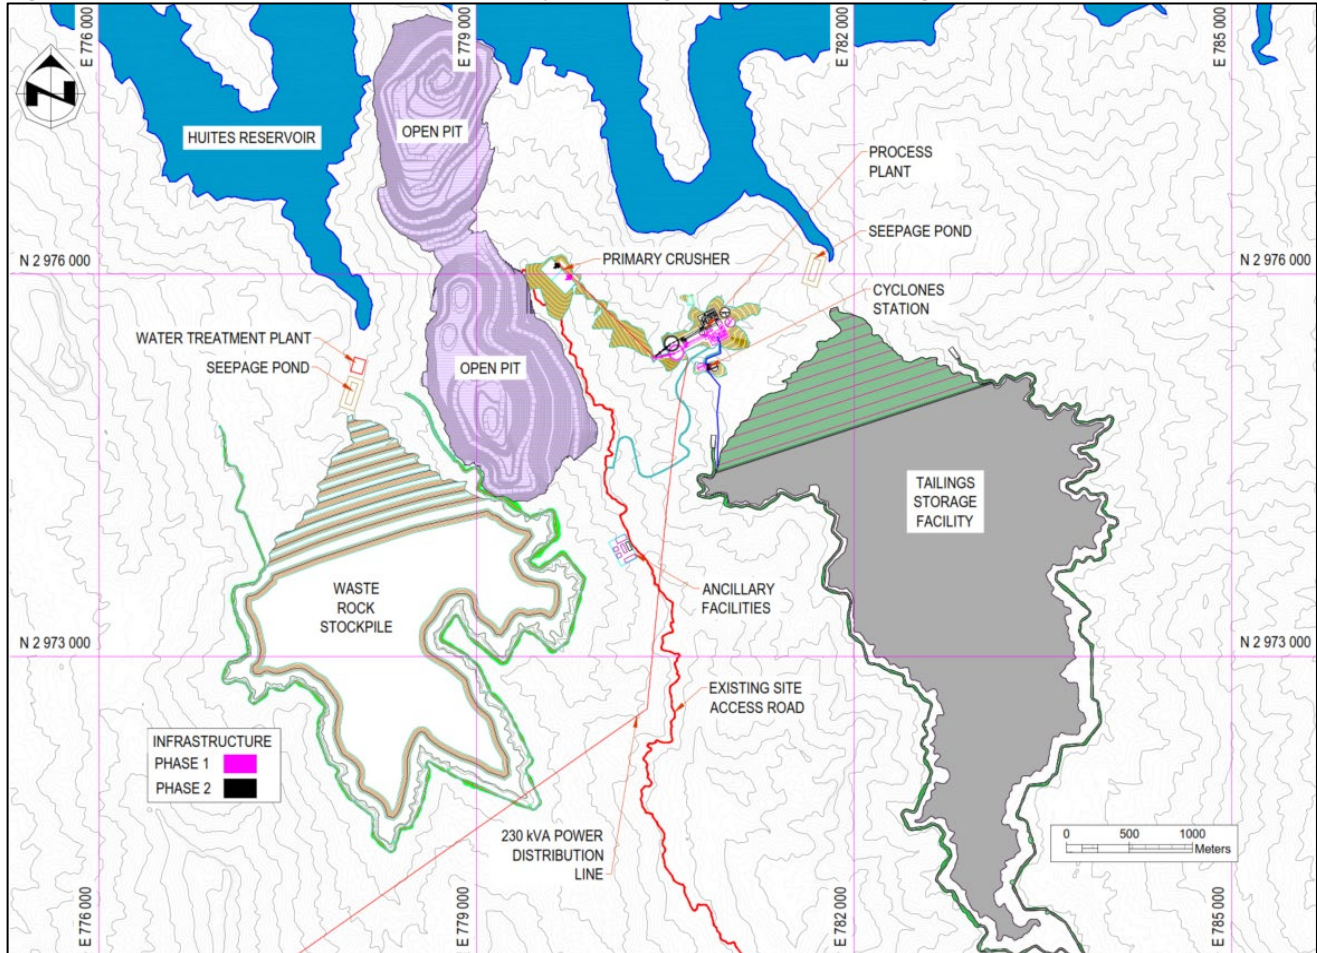 E 776 000
E 779 000
E 782 000
E 785 000
N
HUITES RESERVOIR
OPEN PIT
PROCESS
PLANT
SEEPAGE POND
N 2 976 000
PRIMARY CRUSHER
N 2 976 000
CYCLONES
STATION
WATER TREATMENT PLANT
SEEPAGE POND
OPEN PIT
TAILINGS
STORAGE
FACILITY
WASTE
ROCK
STOCKPILE
ANCILLARY
FACILITIES
N 2 973 000
N 2 973 000
EXISTING SITE
ACCESS ROAD
INFRASTRUCTURE
PHASE 1
PHASE 2
230 kVA POWER
DISTRIBUTION
LINE
0 500 1000
Meters
E 776 000
E 779 000
E 782 000
E 785 000